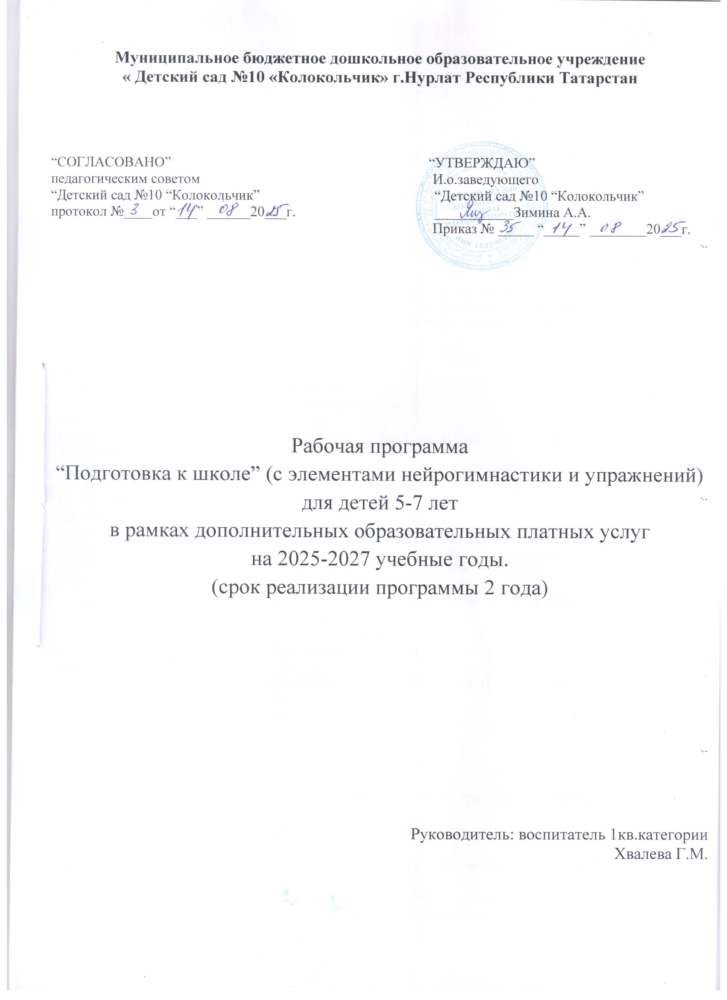 Муниципальное бюджетное дошкольное образовательное учреждение
« Детский сад №10 «Колокольчик» г.Нурлат Республики Татарстан
“СОГЛАСОВАНО”
педагогическим советом
“Детский сад №10 “Колокольчик”
протокол № 3 от “14” 08 2025г.
“УТВЕРЖДАЮ”
И.о.заведующего
“Детский сад №10 “Колокольчик”
Зимина А.А.
Приказ № 35 “14” 08 2025г.
Рабочая программа
“Подготовка к школе” (с элементами нейрогимнастики и упражнений)
для детей 5-7 лет
в рамках дополнительных образовательных платных услуг
на 2025-2027 учебные годы.
(срок реализации программы 2 года)
Руководитель: воспитатель 1кв.категории
Хвалева Г.М.